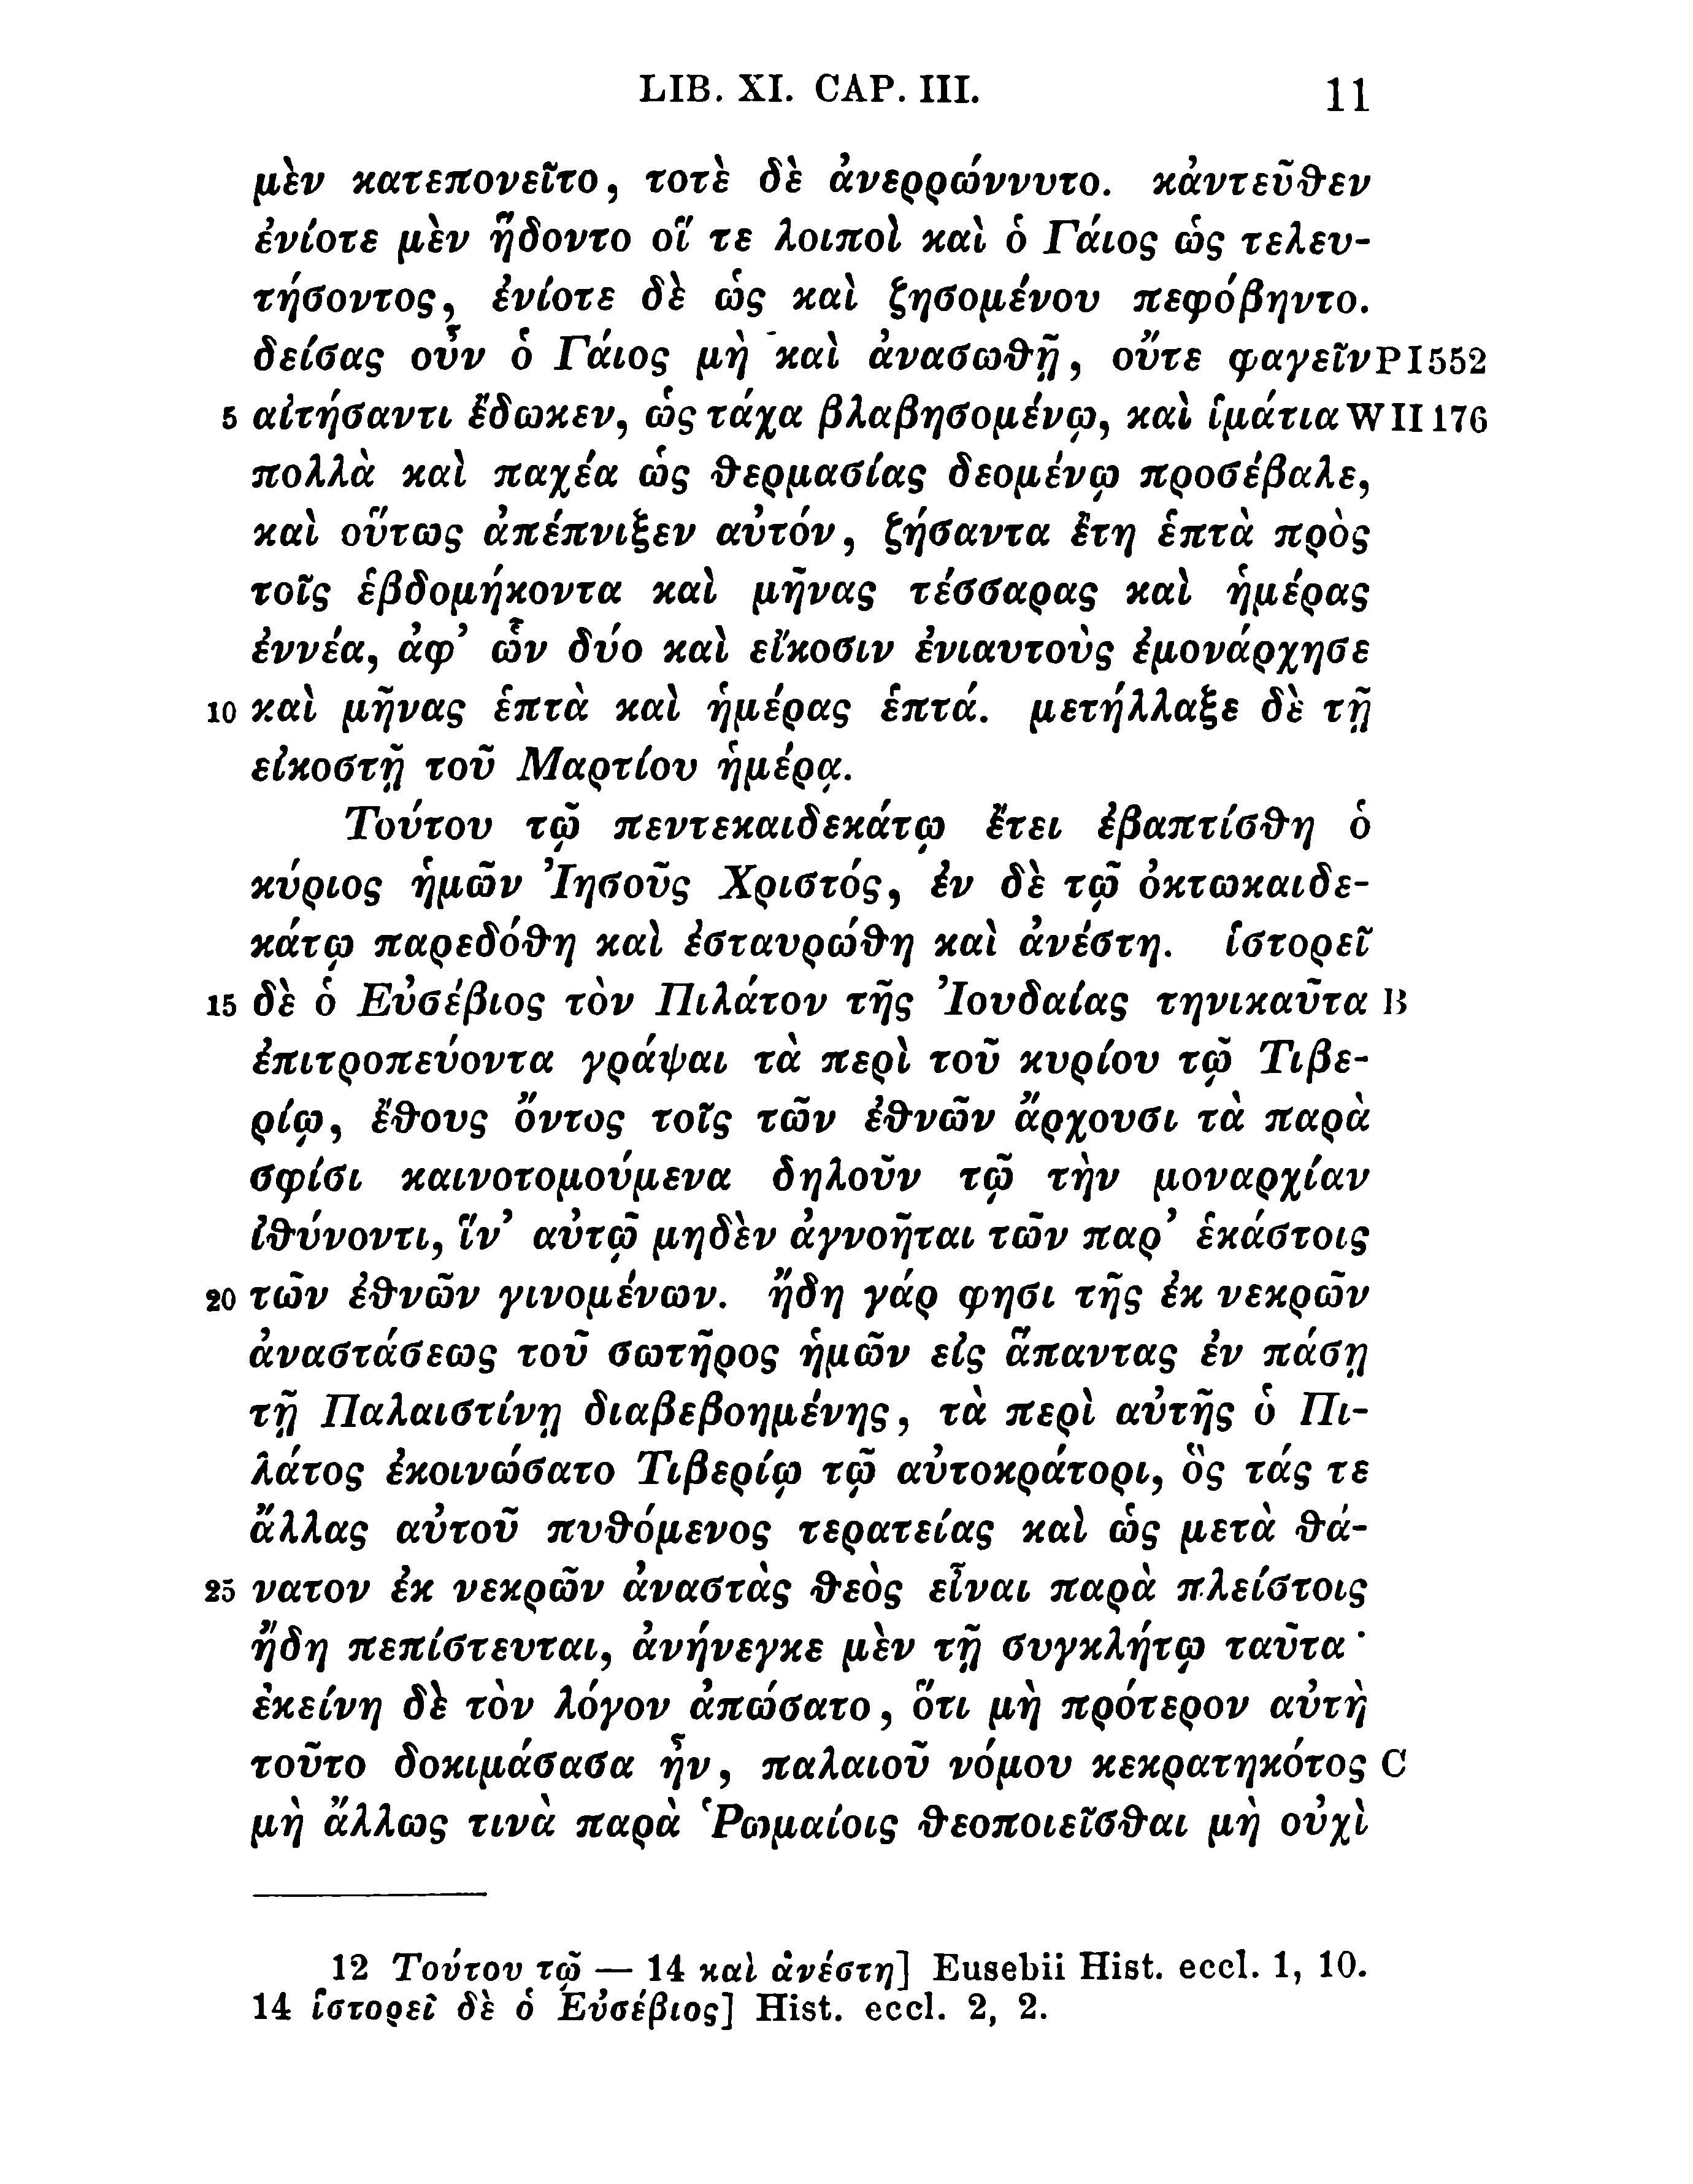 LIB. XI. CAP. III. 11
μὲν κατεπονεῖτο, τοτὲ δὲ ἀνερρώννυτο. κἀντεῦθεν
ἐνίοτε μὲν ἥδοντο οἵ τε λοιποὶ καὶ ὁ Γάιος ὡς τελευ-
τήσοντος, ἐνίοτε δὲ ὡς καὶ ζησομένου πεφόβηντο.
δείσας οὖν ὁ Γάιος μὴ καὶ ἀνασωθῇ, οὔτε φαγεῖν P I 552
5 αἰτήσαντι ἔδωκεν, ὡς τάχα βλαβησομένῳ, καὶ ἱμάτια W II 176
πολλὰ καὶ παχέα ὡς θερμασίας δεομένῳ προσέβαλε,
καὶ οὕτως ἀπέπνιξεν αὐτόν, ζήσαντα ἔτη ἑπτὰ πρὸς
τοῖς ἑβδομήκοντα καὶ μῆνας τέσσαρας καὶ ἡμέρας
ἐννέα, ἀφ’ ὧν δύο καὶ εἴκοσιν ἐνιαυτοὺς ἐμονάρχησε
10 καὶ μῆνας ἑπτὰ καὶ ἡμέρας ἑπτά. μετήλλαξε δὲ τῇ
εἰκοστῇ τοῦ Μαρτίου ἡμέρᾳ.
Τούτου τῷ πεντεκαιδεκάτῳ ἔτει ἐβαπτίσθη ὁ
κύριος ἡμῶν Ἰησοῦς Χριστός, ἐν δὲ τῷ ὀκτωκαιδε-
κάτῳ παρεδόθη καὶ ἐσταυρώθη καὶ ἀνέστη. ἱστορεῖ
15 δὲ ὁ Εὐσέβιος τὸν Πιλάτον τῆς Ἰουδαίας τηνικαῦτα B
ἐπιτροπεύοντα γράψαι τὰ περὶ τοῦ κυρίου τῷ Τιβε-
ρίῳ, ἔθους ὄντος τοῖς τῶν ἐθνῶν ἄρχουσι τὰ παρὰ
σφίσι καινοτομούμενα δηλοῦν τῷ τὴν μοναρχίαν
ἰθύνοντι, ἵν’ αὐτῷ μηδὲν ἀγνοῆται τῶν παρ’ ἑκάστοις
20 τῶν ἐθνῶν γινομένων. ἤδη γάρ φησι τῆς ἐκ νεκρῶν
ἀναστάσεως τοῦ σωτῆρος ἡμῶν εἰς ἅπαντας ἐν πάσῃ
τῇ Παλαιστίνῃ διαβεβοημένης, τὰ περὶ αὐτῆς ὁ Πι-
λάτος ἐκοινώσατο Τιβερίῳ τῷ αὐτοκράτορι, ὃς τάς τε
ἄλλας αὐτοῦ πυθόμενος τερατείας καὶ ὡς μετὰ θά-
25 νατον ἐκ νεκρῶν ἀναστὰς θεὸς εἶναι παρὰ πλείστοις
ἤδη πεπίστευται, ἀνήνεγκε μὲν τῇ συγκλήτῳ ταῦτα·
ἐκείνη δὲ τὸν λόγον ἀπώσατο, ὅτι μὴ πρότερον αὐτὴ
τοῦτο δοκιμάσασα ἦν, παλαιοῦ νόμου κεκρατηκότος C
μὴ ἄλλως τινὰ παρὰ Ῥωμαίοις θεοποιεῖσθαι μὴ οὐχὶ
12 Τούτου τῷ — 14 καὶ ἀνέστη] Eusebii Hist. eccl. 1, 10.
14 ἱστορεῖ δὲ ὁ Εὐσέβιος] Hist. eccl. 2, 2.